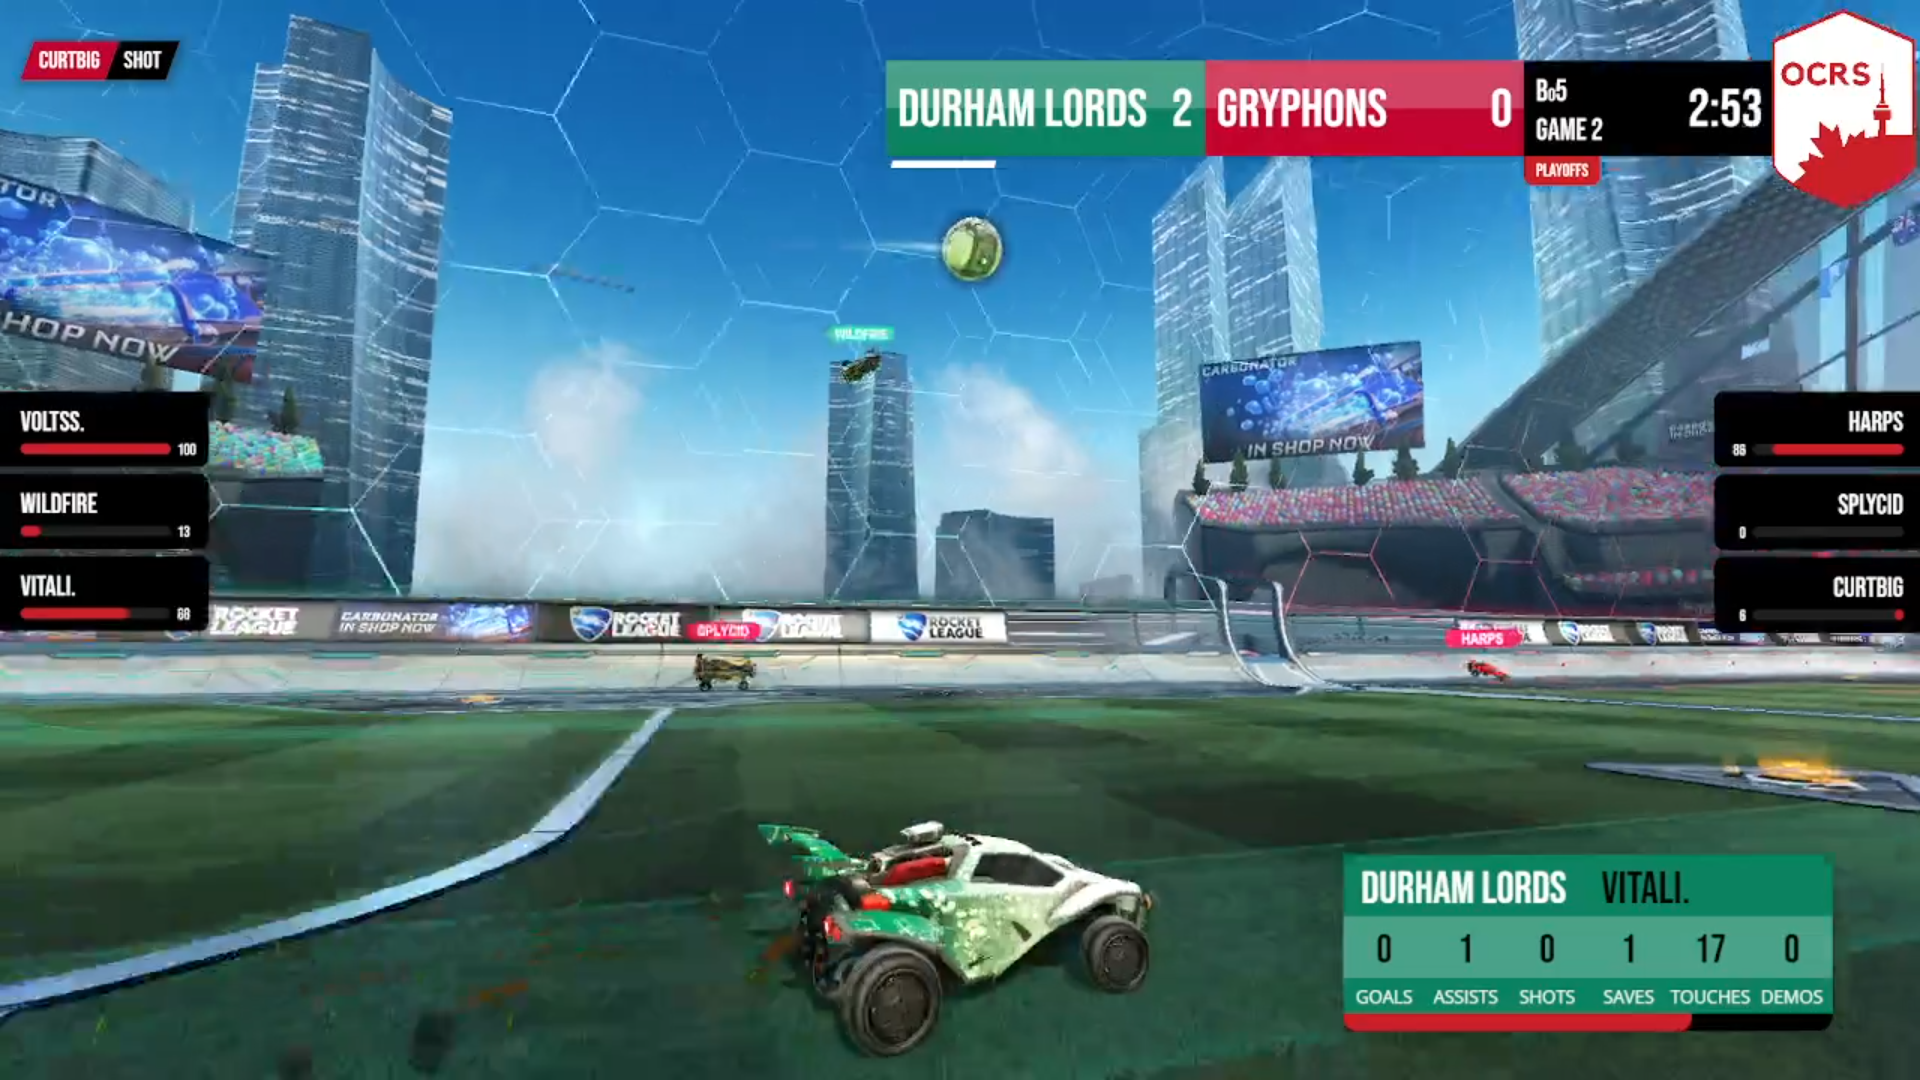 CURTBIG SHOT
DURHAM LORDS 2 GRYPHONS 0
Bo5
GAME 2
2:53
PLAYOFFS
OCRS
HOP NOW
CARBONATOR
IN SHOP NOW
WILDFIRE
VOLTSS.
100
WILDFIRE
13
VITALI.
HARPS
SPLYCID
0
CURTBIG
6
ROCKET LEAGUE
CARBONATOR
IN SHOP NOW
ROCKET LEAGUE
SPLYCID
ROCKET LEAGUE
HARPS
DURHAM LORDS VITALI.
0 1 0 1 17 0
GOALS ASSISTS SHOTS SAVES TOUCHES DEMOS